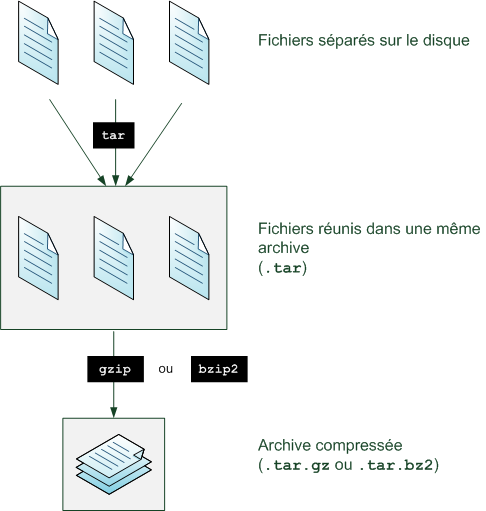 Fichiers séparés sur le disque
tar
Fichiers réunis dans une même
archive
(.tar)
gzip ou bzip2
Archive compressée
(.tar.gz ou .tar.bz2)